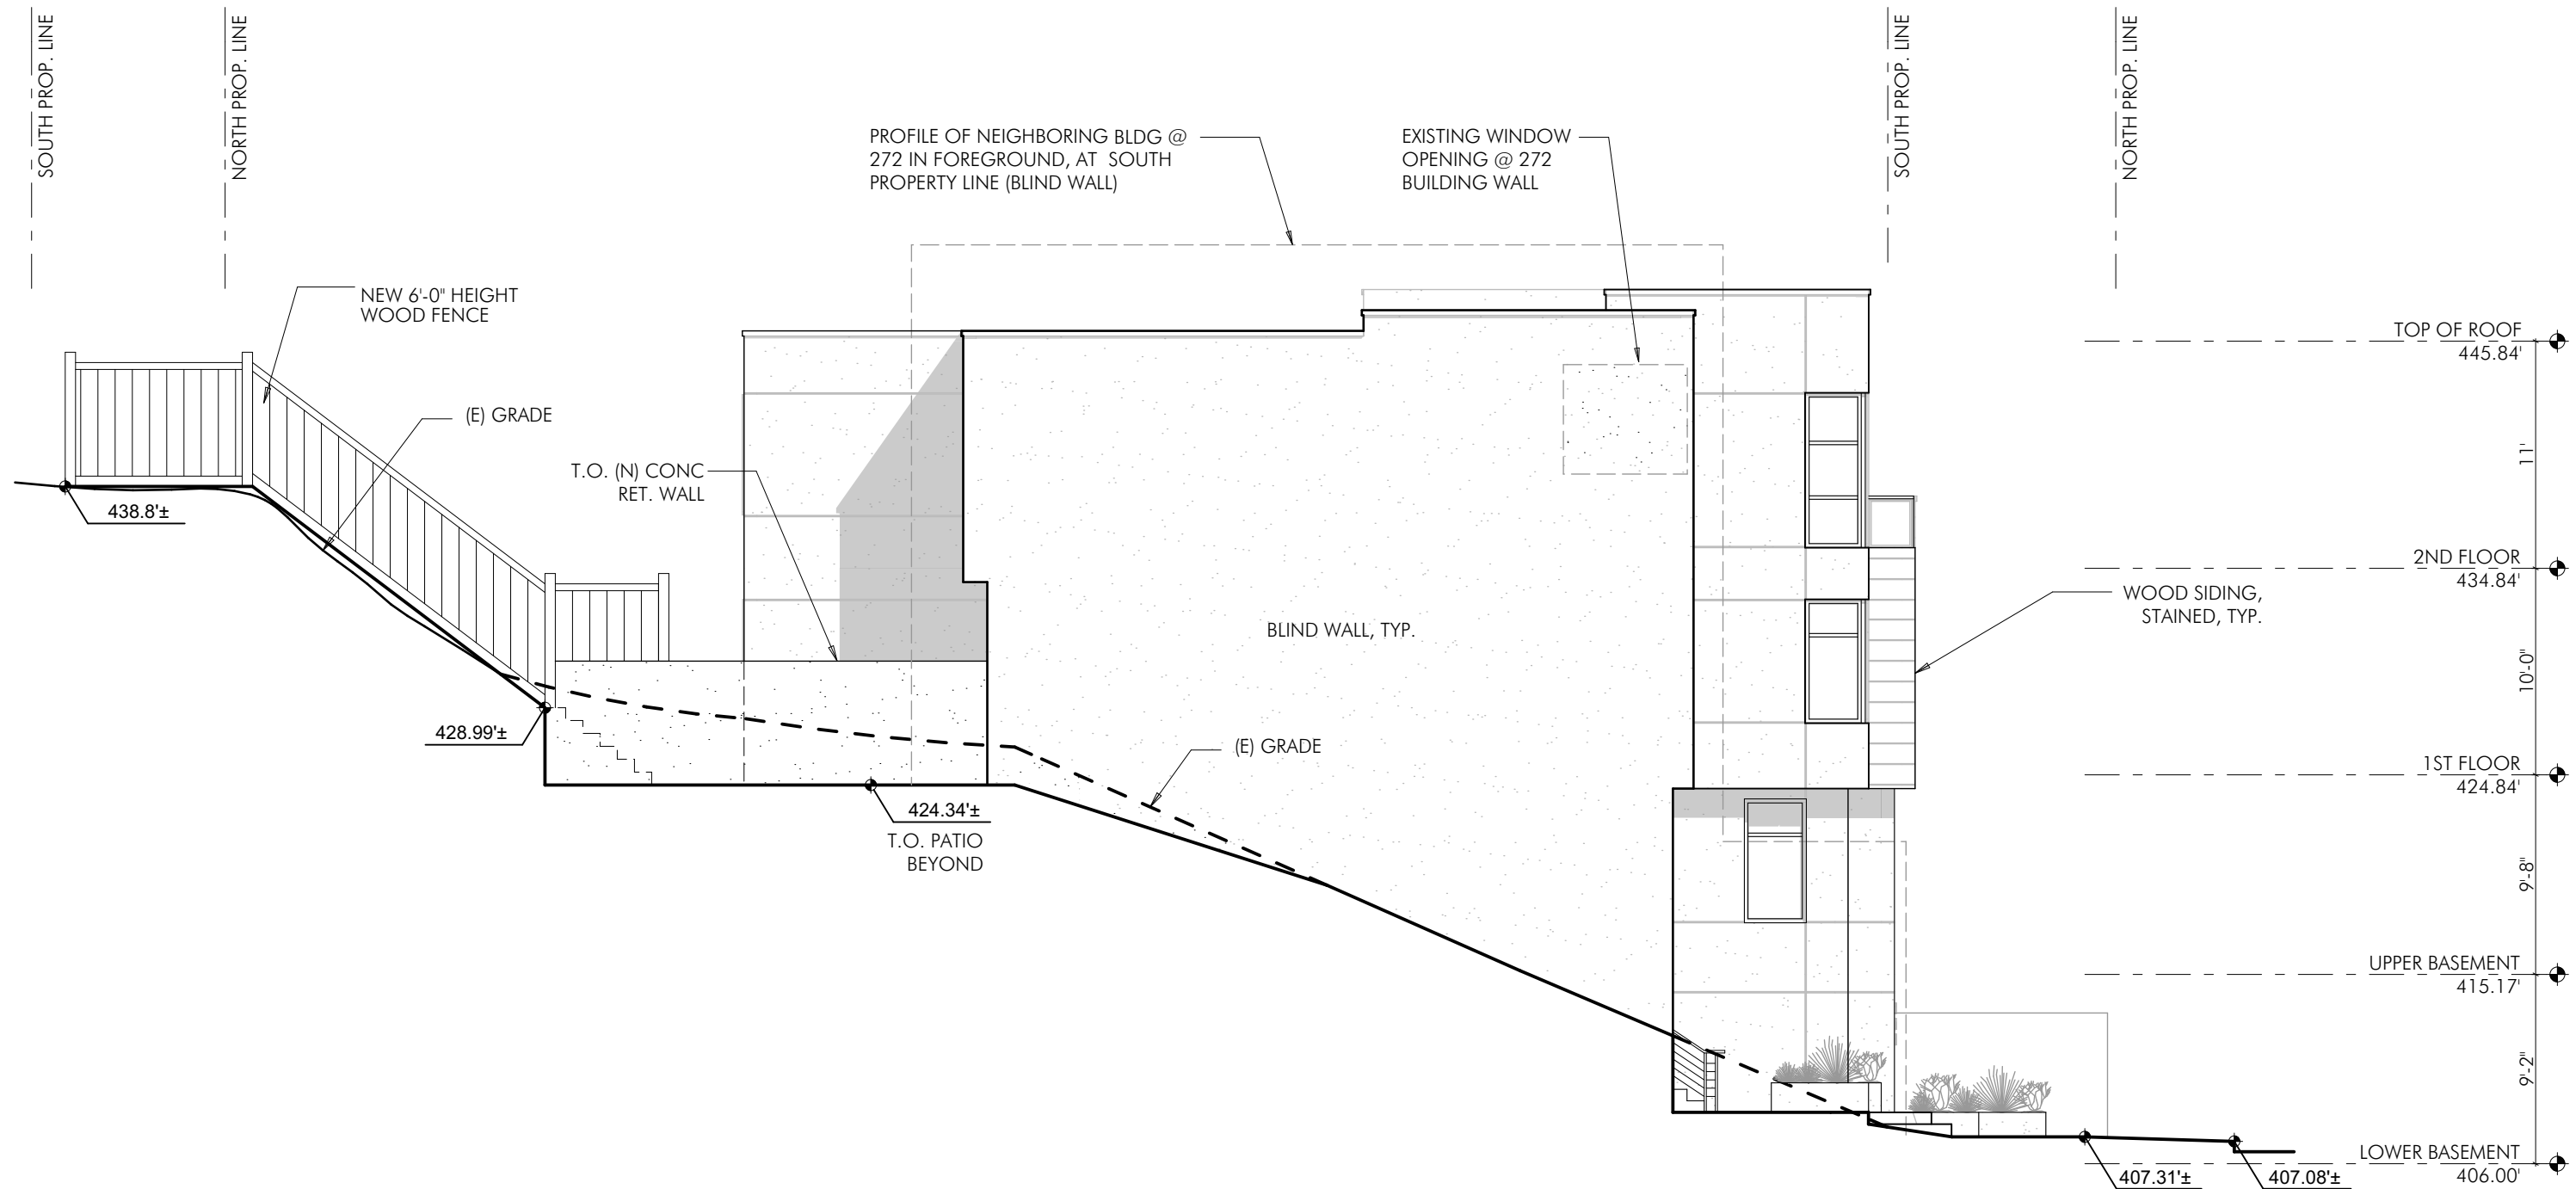 SOUTH PROP. LINE
NORTH PROP. LINE
SOUTH PROP. LINE
NORTH PROP. LINE
PROFILE OF NEIGHBORING BLDG @
272 IN FOREGROUND, AT SOUTH
PROPERTY LINE (BLIND WALL)
EXISTING WINDOW
OPENING @ 272
BUILDING WALL
NEW 6'-0" HEIGHT
WOOD FENCE
(E) GRADE
T.O. (N) CONC
RET. WALL
438.8'±
428.99'±
424.34'±
T.O. PATIO
BEYOND
BLIND WALL, TYP.
(E) GRADE
WOOD SIDING,
STAINED, TYP.
TOP OF ROOF
445.84'
11'
2ND FLOOR
434.84'
10'-0"
1ST FLOOR
424.84'
9'-8"
UPPER BASEMENT
415.17'
9'-2"
LOWER BASEMENT
406.00'
407.31'±
407.08'±